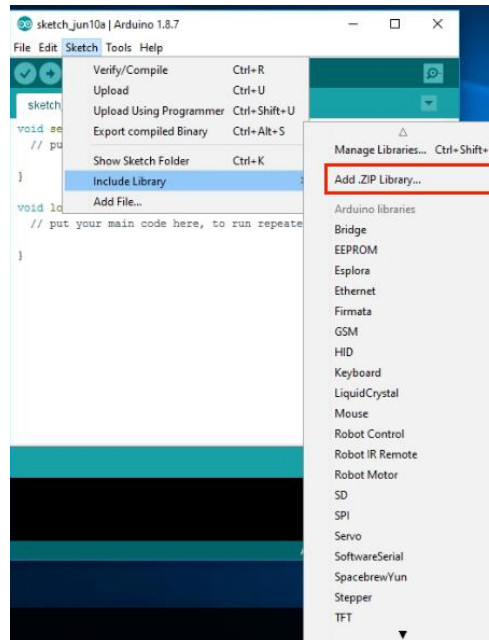 sketch_jun10a | Arduino 1.8.7
File Edit Sketch Tools Help
Verify/Compile Ctrl+R
Upload Ctrl+U
Upload Using Programmer Ctrl+Shift+U
Export compiled Binary Ctrl+Alt+S
Show Sketch Folder Ctrl+K
Include Library
Add File...
sketch
void se
// pu
}
void lo
// put your main code here, to run repeate
}
Manage Libraries... Ctrl+Shift+
Add .ZIP Library...
Arduino libraries
Bridge
EEPROM
Esplora
Ethernet
Firmata
GSM
HID
Keyboard
LiquidCrystal
Mouse
Robot Control
Robot IR Remote
Robot Motor
SD
SPI
Servo
SoftwareSerial
SpacebrewYun
Stepper
TFT